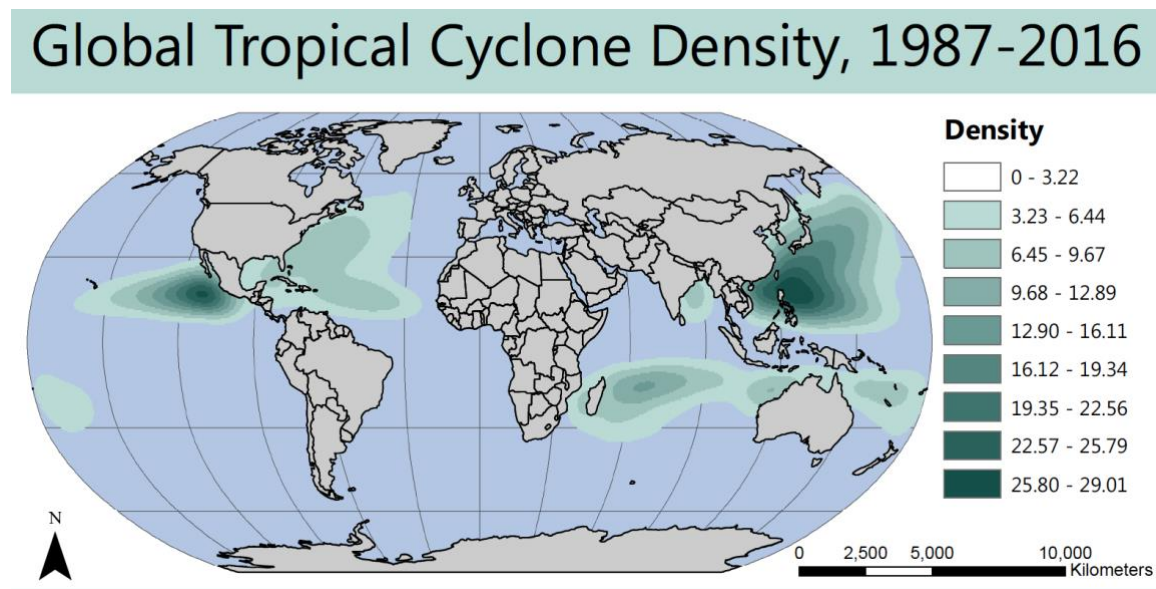 Global Tropical Cyclone Density, 1987-2016
Density
0 - 3.22
3.23 - 6.44
6.45 - 9.67
9.68 - 12.89
12.90 - 16.11
16.12 - 19.34
19.35 - 22.56
22.57 - 25.79
25.80 - 29.01
N
0 2,500 5,000 10,000
Kilometers